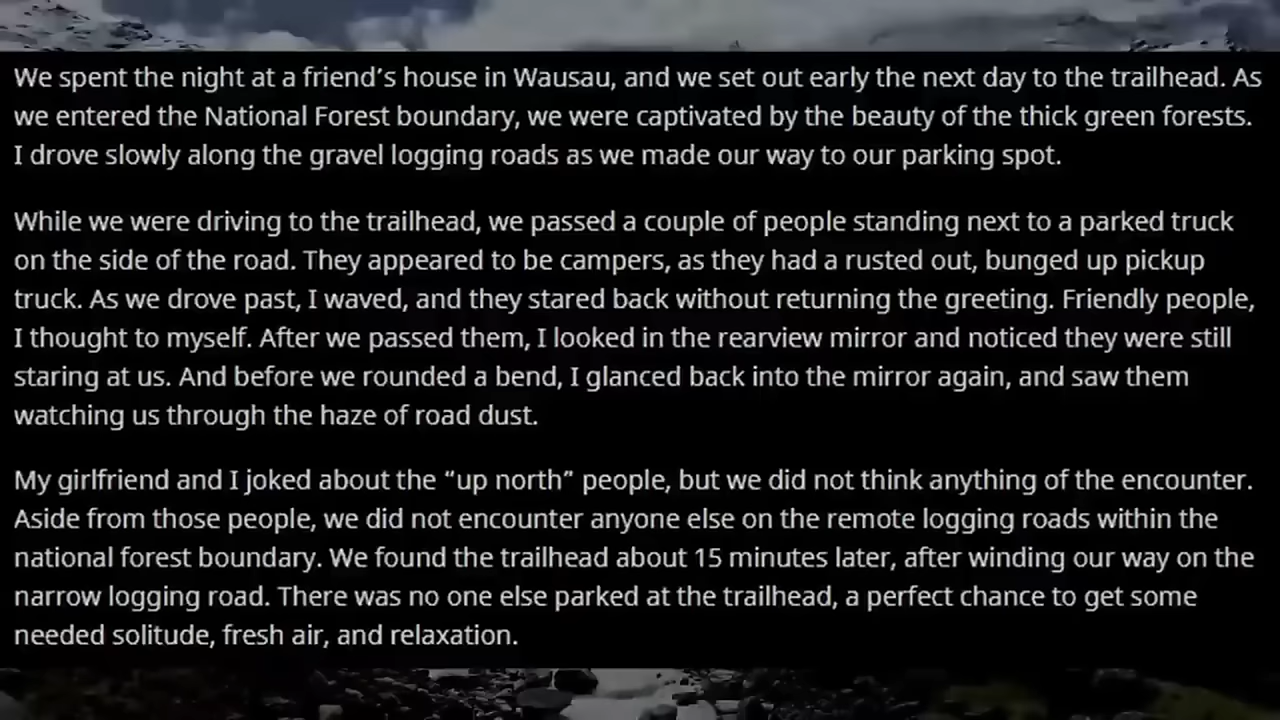 We spent the night at a friend’s house in Wausau, and we set out early the next day to the trailhead. As
we entered the National Forest boundary, we were captivated by the beauty of the thick green forests.
I drove slowly along the gravel logging roads as we made our way to our parking spot.
While we were driving to the trailhead, we passed a couple of people standing next to a parked truck
on the side of the road. They appeared to be campers, as they had a rusted out, bunged up pickup
truck. As we drove past, I waved, and they stared back without returning the greeting. Friendly people,
I thought to myself. After we passed them, I looked in the rearview mirror and noticed they were still
staring at us. And before we rounded a bend, I glanced back into the mirror again, and saw them
watching us through the haze of road dust.
My girlfriend and I joked about the “up north” people, but we did not think anything of the encounter.
Aside from those people, we did not encounter anyone else on the remote logging roads within the
national forest boundary. We found the trailhead about 15 minutes later, after winding our way on the
narrow logging road. There was no one else parked at the trailhead, a perfect chance to get some
needed solitude, fresh air, and relaxation.